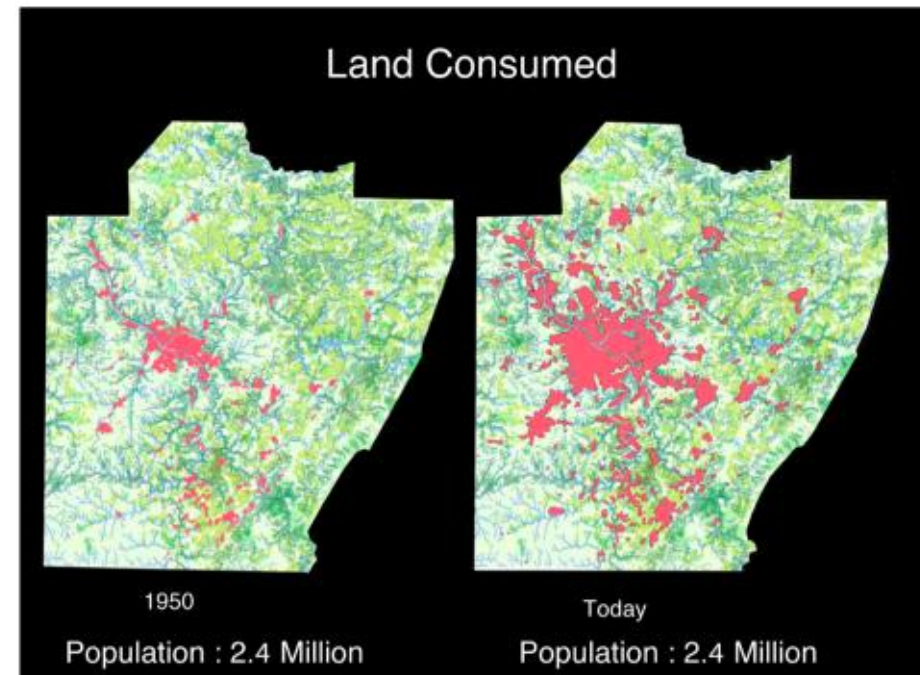 Land Consumed
1950
Today
Population : 2.4 Million
Population : 2.4 Million